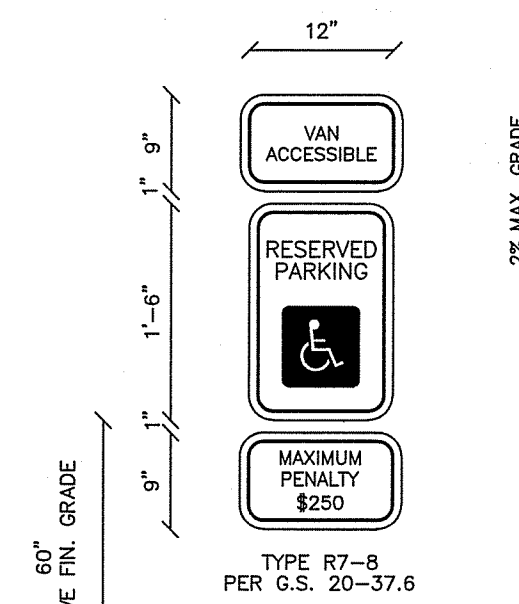 12"
9"
VAN
ACCESSIBLE
1"
1'-6"
RESERVED
PARKING
1"
9"
MAXIMUM
PENALTY
$250
60"
FIN. GRADE
TYPE R7-8
PER G.S. 20-37.6
2% MAX. GRADE